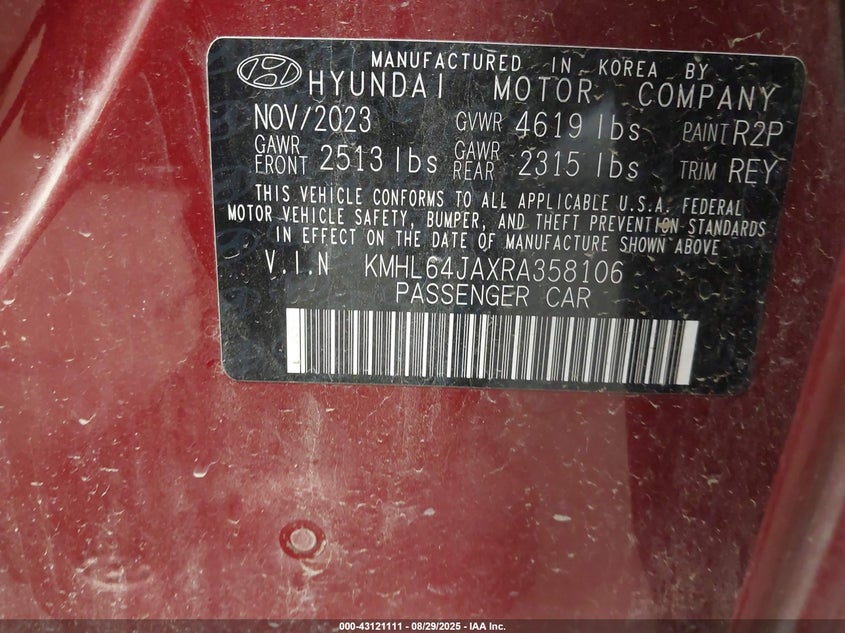 MANUFACTURED IN KOREA BY
HYUNDAI MOTOR COMPANY
NOV/2023 GVWR 4619 lbs PAINT R2P
GAWR FRONT 2513 lbs GAWR REAR 2315 lbs TRIM REY
THIS VEHICLE CONFORMS TO ALL APPLICABLE U.S.A. FEDERAL
MOTOR VEHICLE SAFETY, BUMPER, AND THEFT PREVENTION STANDARDS
IN EFFECT ON THE DATE OF MANUFACTURE SHOWN ABOVE
V.I.N KMHL64JAXRA358106
PASSENGER CAR
000-43121111 - 08/29/2025 - IAA Inc.